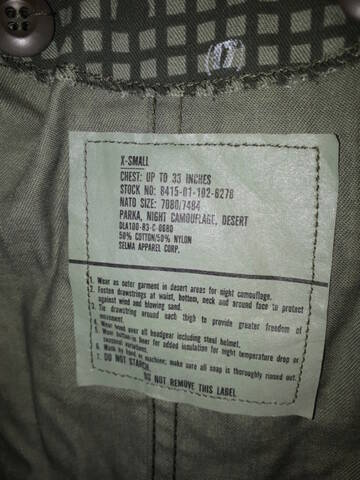 17
X-SMALL
CHEST: UP TO 33 INCHES
STOCK NO: 8415-01-102-6276
NATO SIZE: 7080/7484
PARKA, NIGHT CAMOUFLAGE, DESERT
DLA100-83-C-0680
50% COTTON/50% NYLON
SELMA APPAREL CORP.
1. Wear as outer garment in desert areas for night camouflage.
2. Fasten drawstrings at waist, bottom, neck and around face to protect
against wind and blowing sand.
3. Tie drawstring around each thigh to provide greater freedom of
movement.
4. Wear hood over all headgear including steel helmet.
5. Wear button-in liner for added insulation for night temperature drop or
seasonal variations.
6. Wash by hand or machine; make sure all soap is thoroughly rinsed out.
7. DO NOT STARCH.
DO NOT REMOVE THIS LABEL